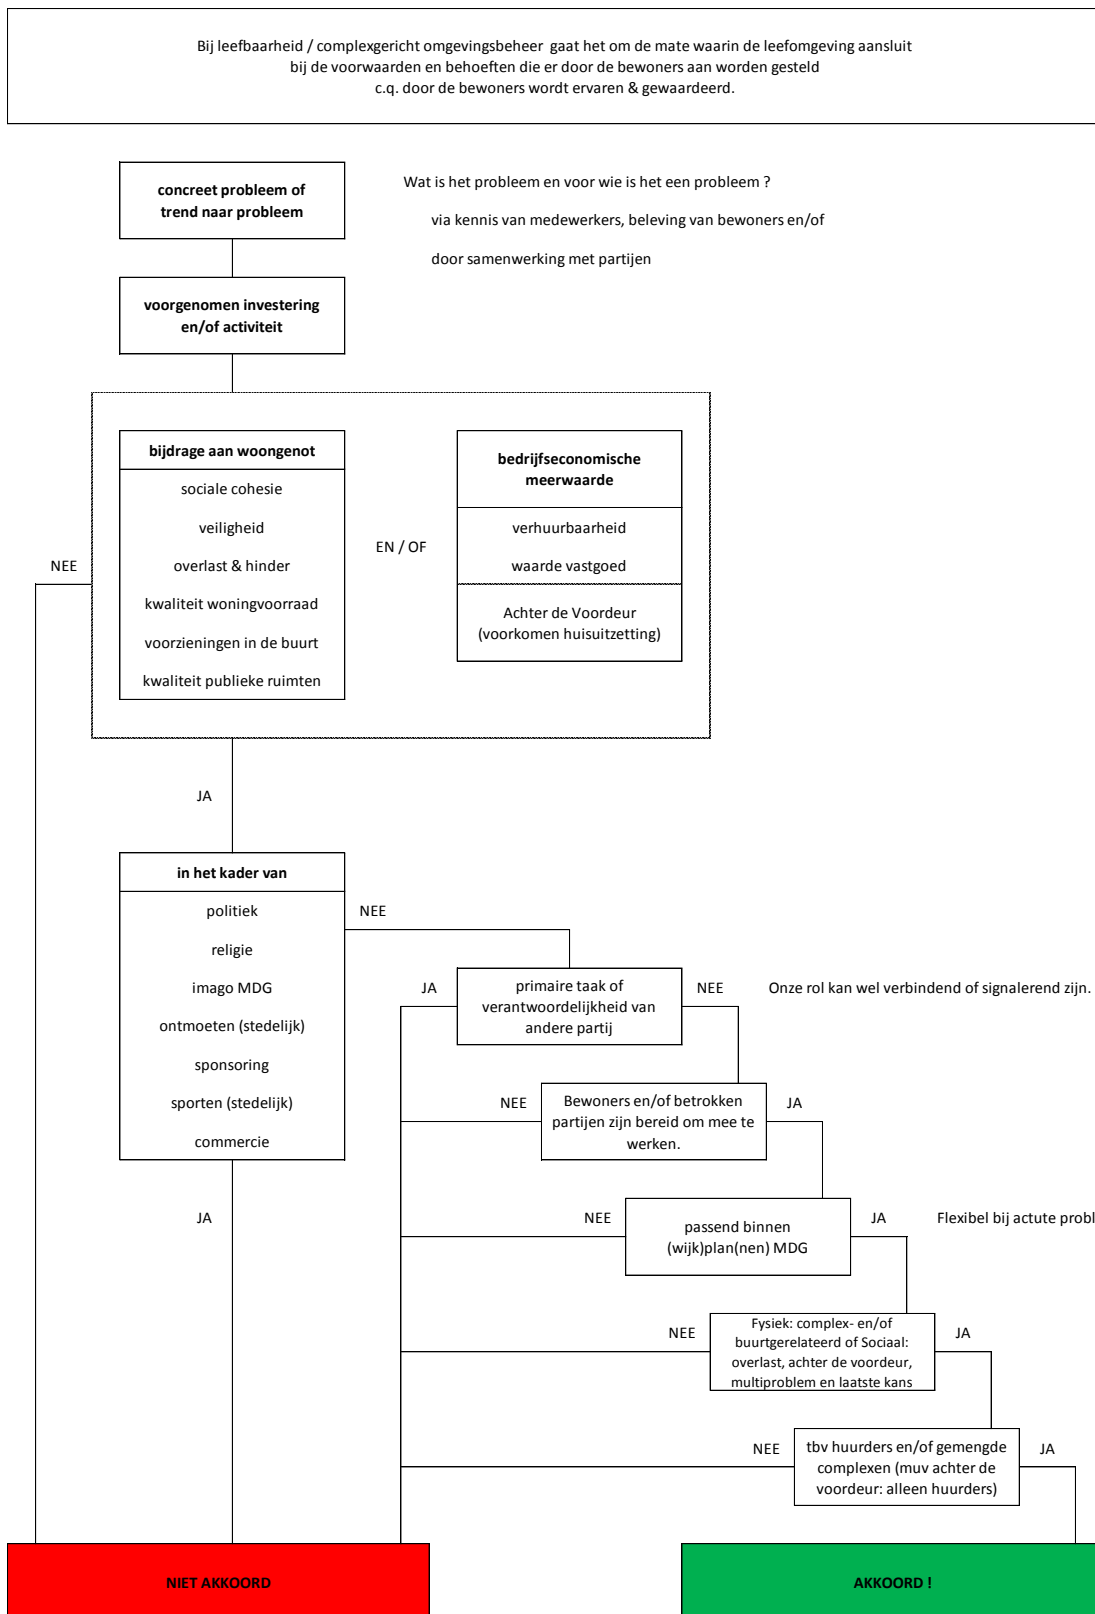 Bij leefbaarheid / complexgericht omgevingsbeheer gaat het om de mate waarin de leefomgeving aansluit
bij de voorwaarden en behoeften die er door de bewoners aan worden gesteld
c.q. door de bewoners wordt ervaren & gewaardeerd.
concreet probleem of
trend naar probleem
Wat is het probleem en voor wie is het een probleem ?
via kennis van medewerkers, beleving van bewoners en/of
door samenwerking met partijen
voorgenomen investering
en/of activiteit
bijdrage aan woongenot
sociale cohesie
veiligheid
overlast & hinder
kwaliteit woningvoorraad
voorzieningen in de buurt
kwaliteit publieke ruimten
EN / OF
bedrijfseconomische
meerwaarde
verhuurbaarheid
waarde vastgoed
Achter de Voordeur
(voorkomen huisuitzetting)
NEE
JA
in het kader van
politiek
religie
imago MDG
ontmoeten (stedelijk)
sponsoring
sporten (stedelijk)
commercie
NEE
JA
JA
primaire taak of
verantwoordelijkheid van
andere partij
NEE
Onze rol kan wel verbindend of signalerend zijn.
NEE
Bewoners en/of betrokken
partijen zijn bereid om mee te
werken.
JA
NEE
passend binnen
(wijk)plan(nen) MDG
JA
Flexibel bij actute
NEE
Fysiek: complex- en/of
buurtgerelateerd of Sociaal:
overlast, achter de voordeur,
multiproblem en laatste kans
JA
NEE
tbv huurders en/of gemengde
complexen (muv achter de
voordeur: alleen huurders)
JA
NIET AKKOORD
AKKOORD !